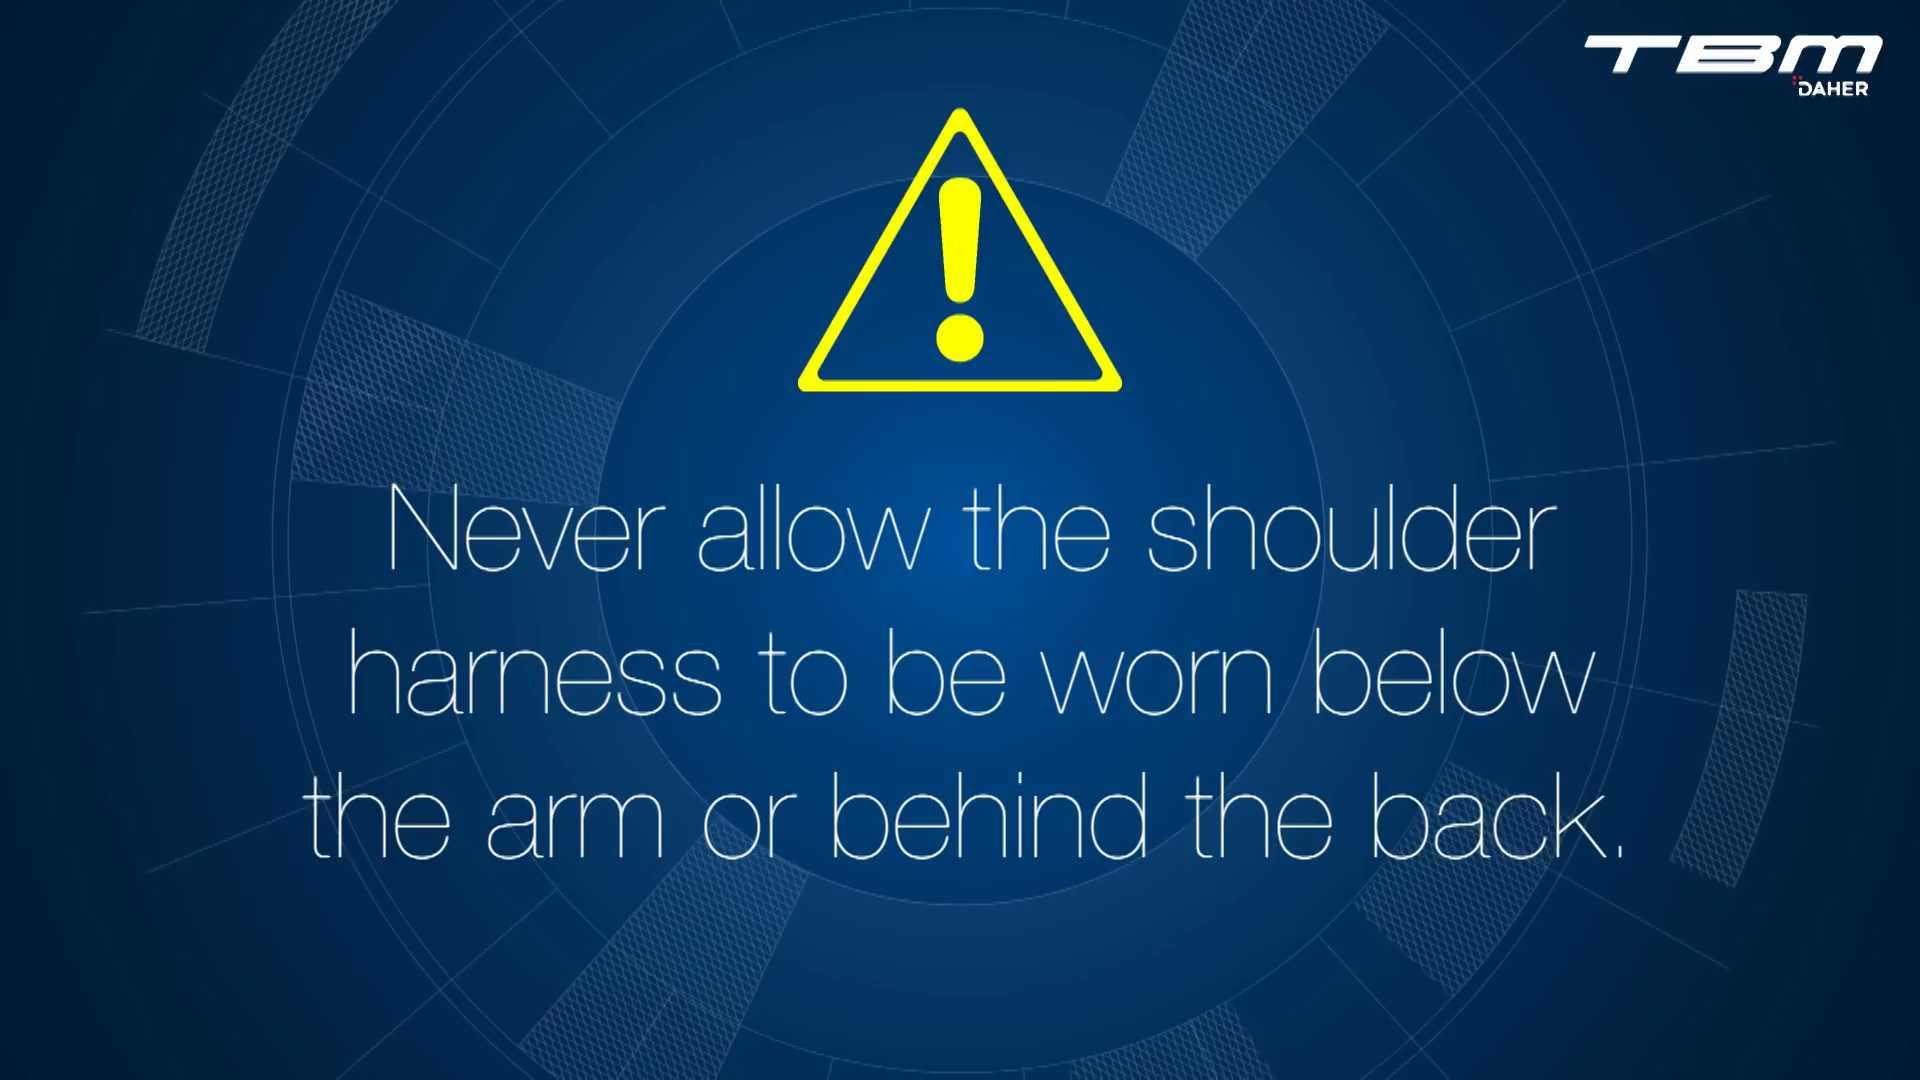 TBM
DAHER
Never allow the shoulder
harness to be worn below
the arm or behind the back.